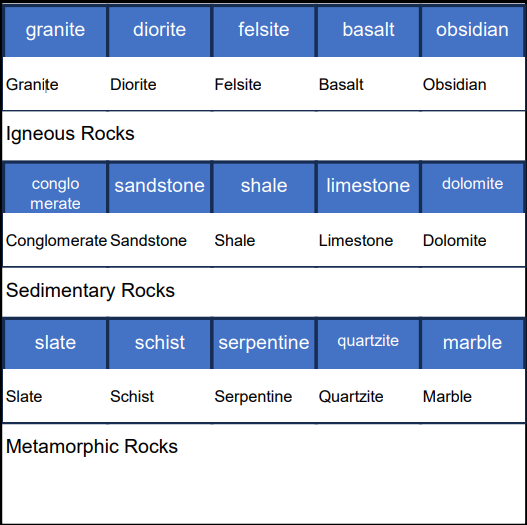 granite diorite felsite basalt obsidian
Granite Diorite Felsite Basalt Obsidian
Igneous Rocks
conglo
merate sandstone shale limestone dolomite
Conglomerate Sandstone Shale Limestone Dolomite
Sedimentary Rocks
slate schist serpentine quartzite marble
Slate Schist Serpentine Quartzite Marble
Metamorphic Rocks